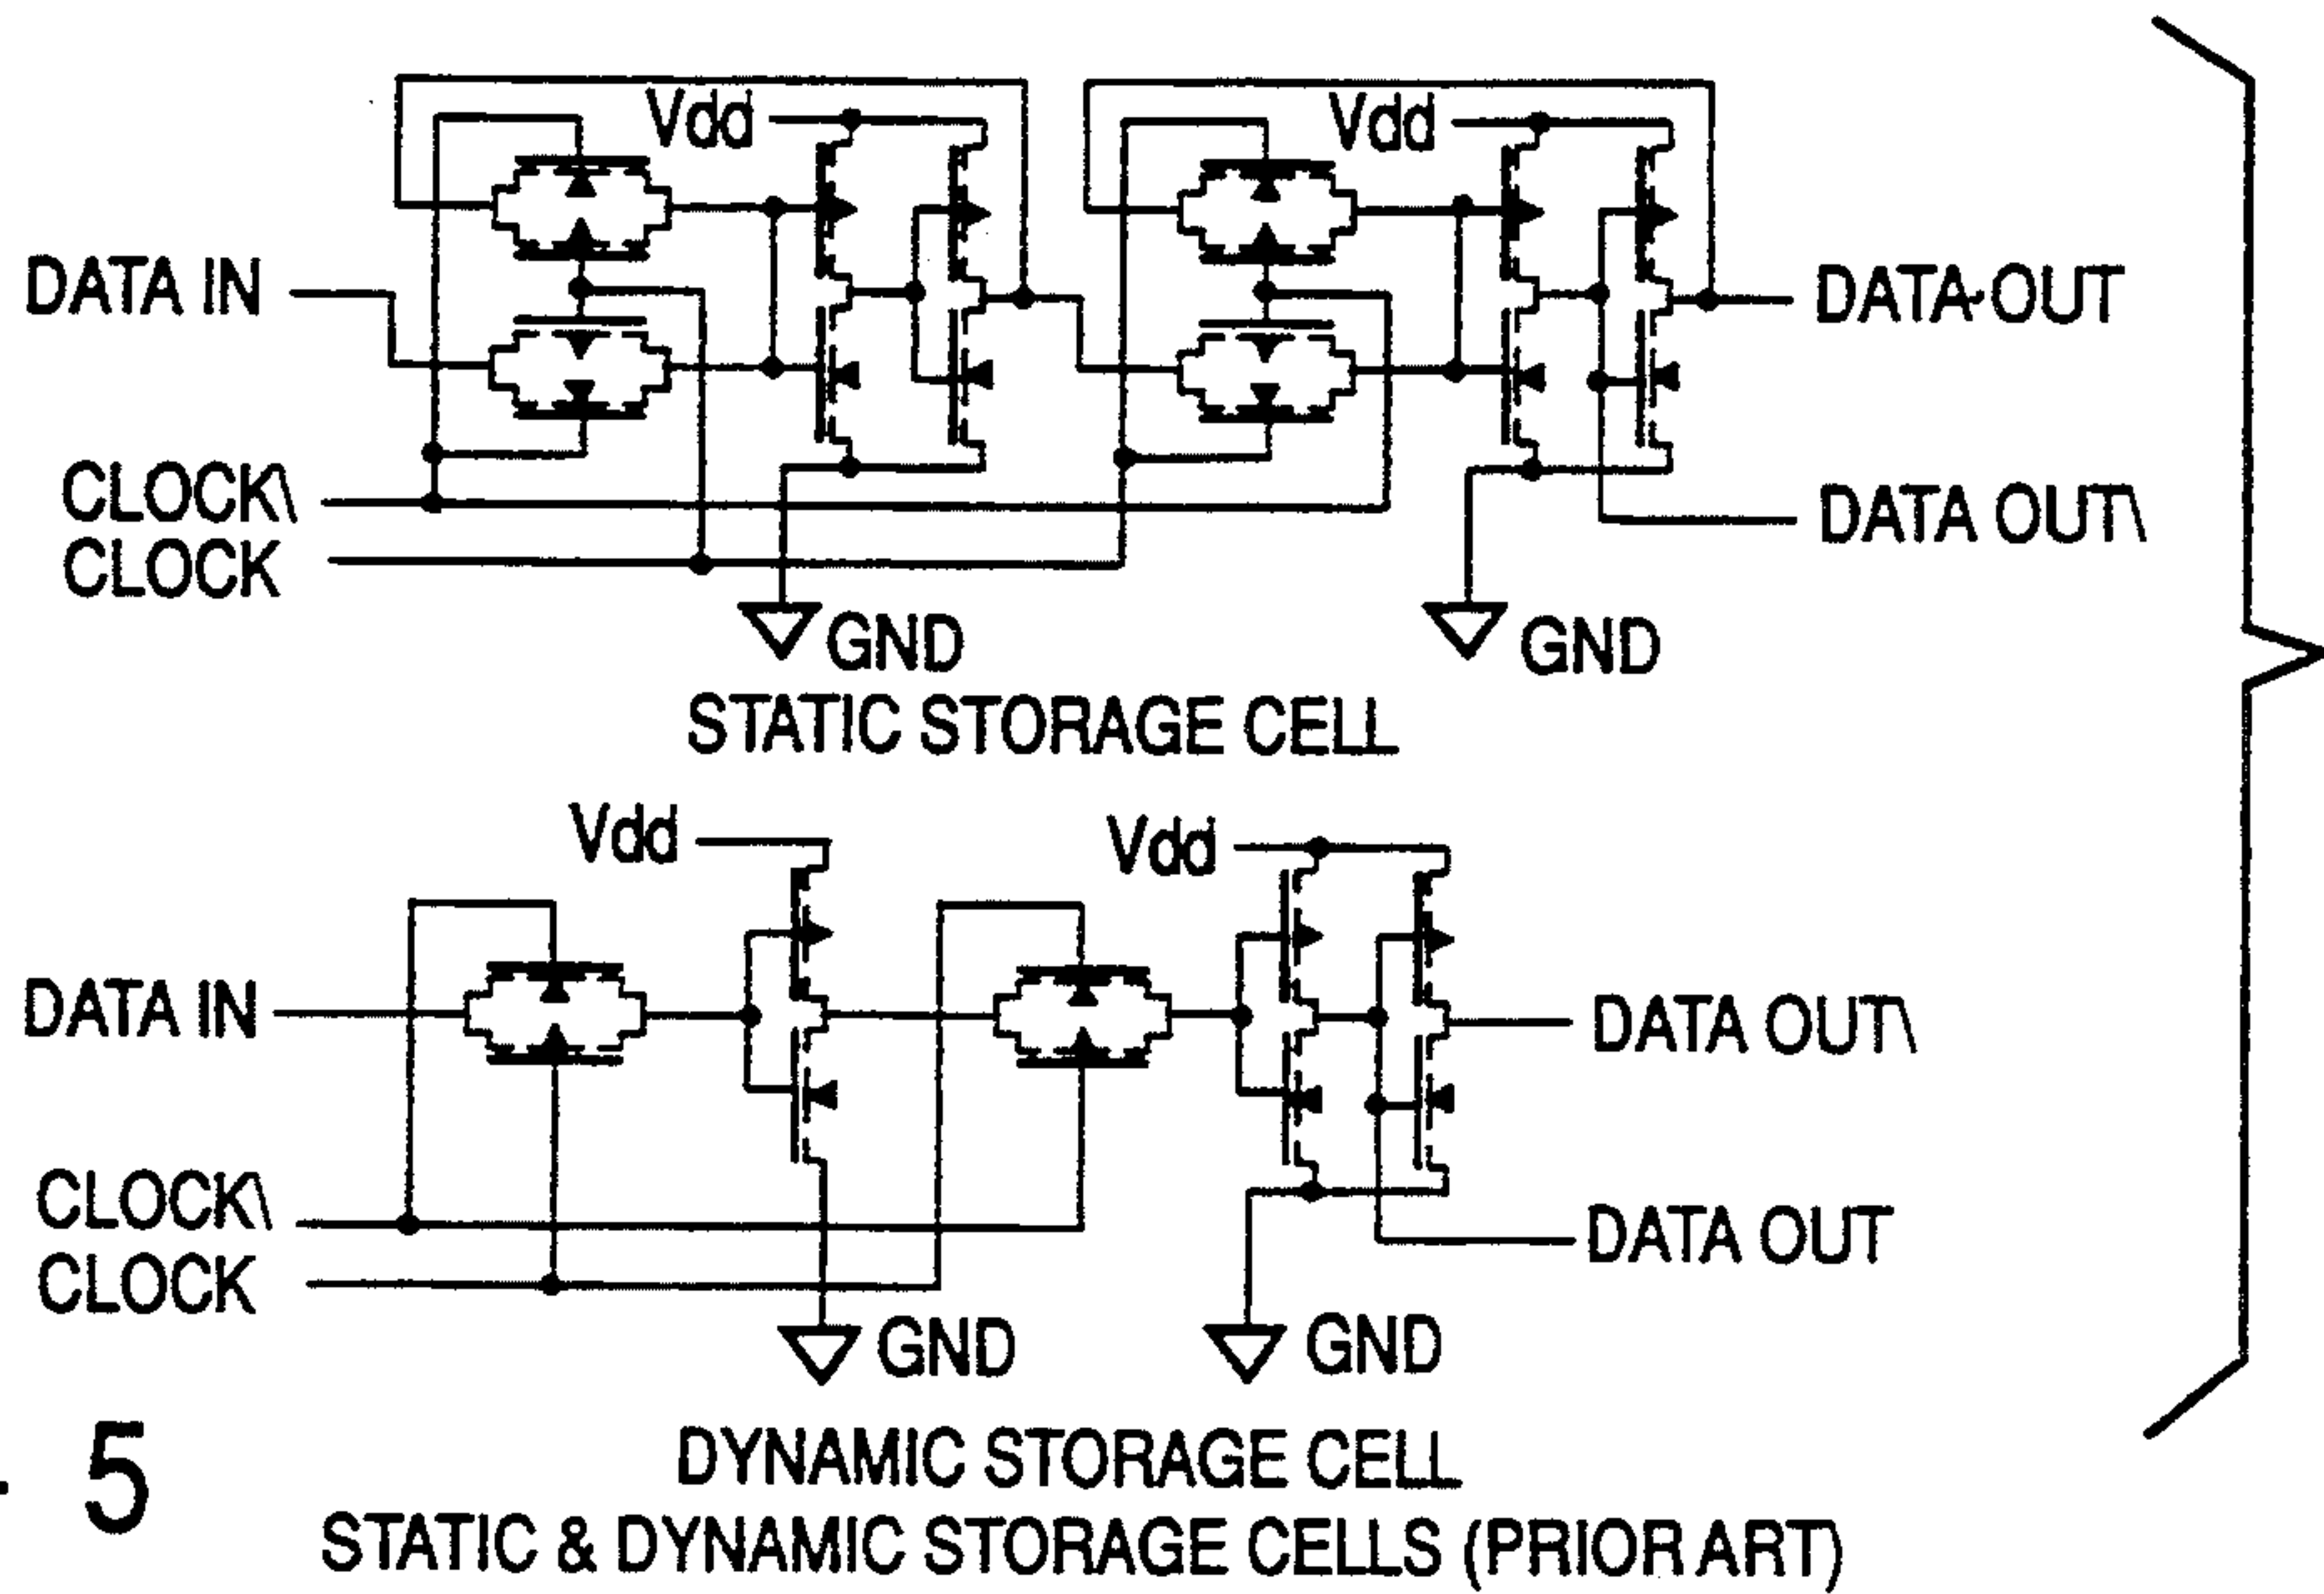 Vdd
Vdd
DATA IN
DATA OUT
CLOCK\
DATA OUT\
CLOCK
GND
GND
STATIC STORAGE CELL
Vdd
Vdd
DATA IN
DATA OUT\
CLOCK\
DATA OUT
CLOCK
GND
GND
5
DYNAMIC STORAGE CELL
STATIC & DYNAMIC STORAGE CELLS (PRIOR ART)